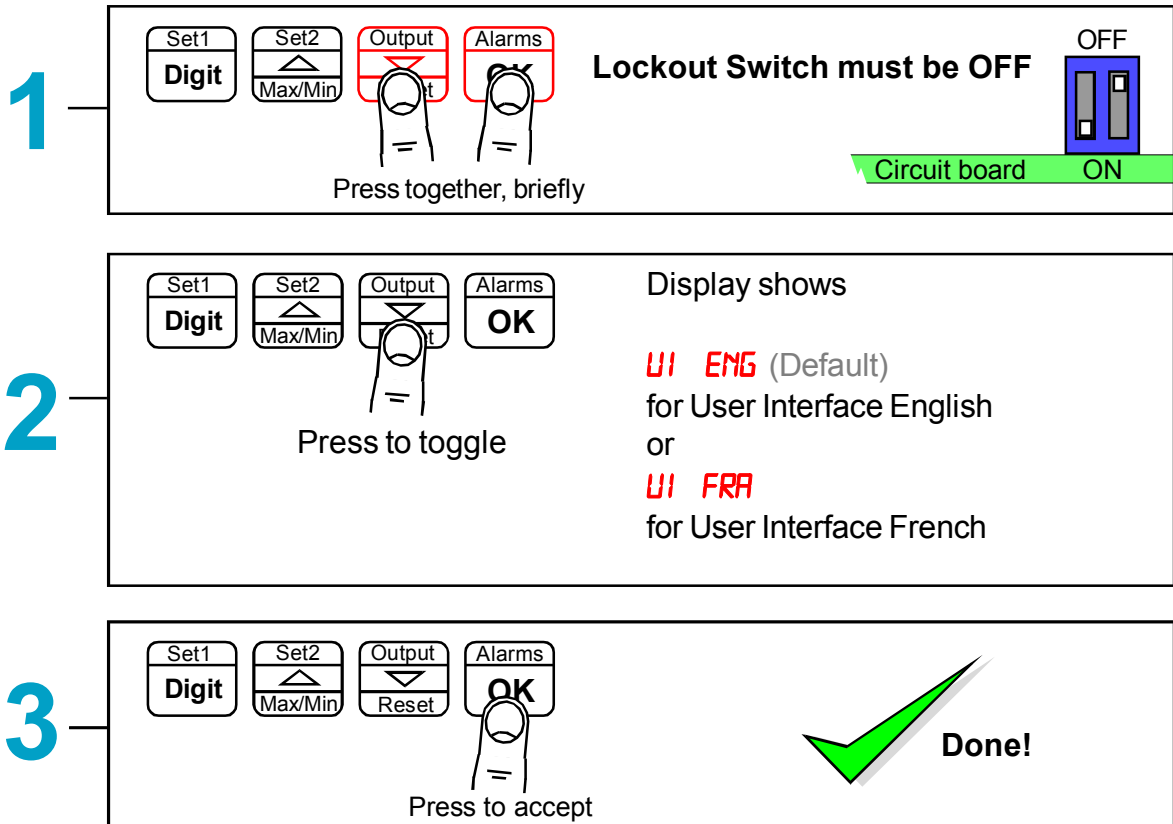 1
Set1
Digit
Set2
Max/Min
Output
Alarms
Lockout Switch must be OFF
OFF
Circuit board
ON
Press together, briefly
2
Set1
Digit
Set2
Max/Min
Output
Alarms
OK
Press to toggle
Display shows
UI ENG (Default)
for User Interface English
or
UI FRA
for User Interface French
3
Set1
Digit
Set2
Max/Min
Output
Reset
Alarms
OK
Press to accept
Done!